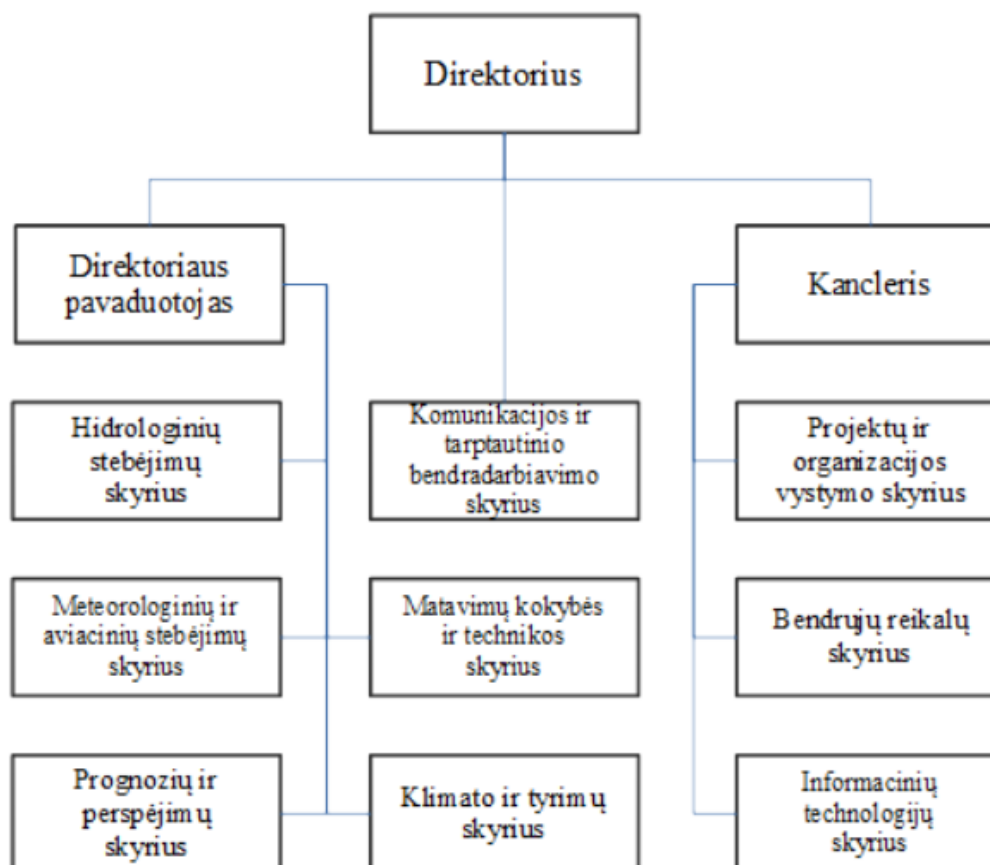 Direktorius
Direktoriaus
pavaduotojas
Kancleris
Hidrologinių
stebėjimų
skyrius
Komunikacijos ir
tarptautinio
bendradarbiavimo
skyrius
Projektų ir
organizacijos
vystymo skyrius
Meteorologinių ir
aviacinių stebėjimų
skyrius
Matavimų kokybės
ir technikos
skyrius
Bendrųjų reikalų
skyrius
Prognozių ir
perspėjimų
skyrius
Klimato ir tyrimų
skyrius
Informacinių
technologijų
skyrius